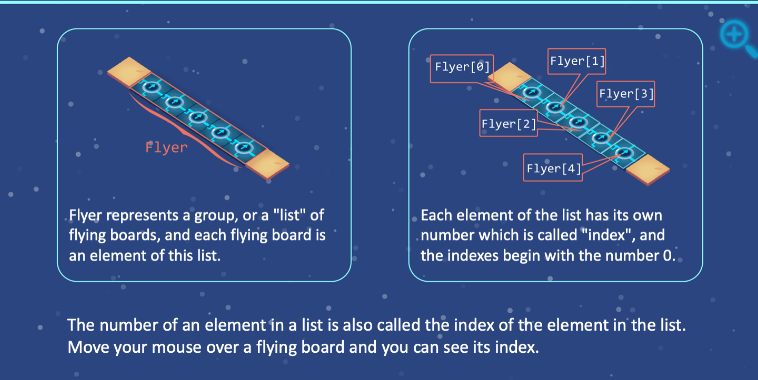 Flyer
Flyer represents a group, or a "list" of
flying boards, and each flying board is
an element of this list.
Flyer[0]
Flyer[1]
Flyer[2]
Flyer[3]
Flyer[4]
Each element of the list has its own
number which is called "index", and
the indexes begin with the number 0.
The number of an element in a list is also called the index of the element in the list.
Move your mouse over a flying board and you can see its index.